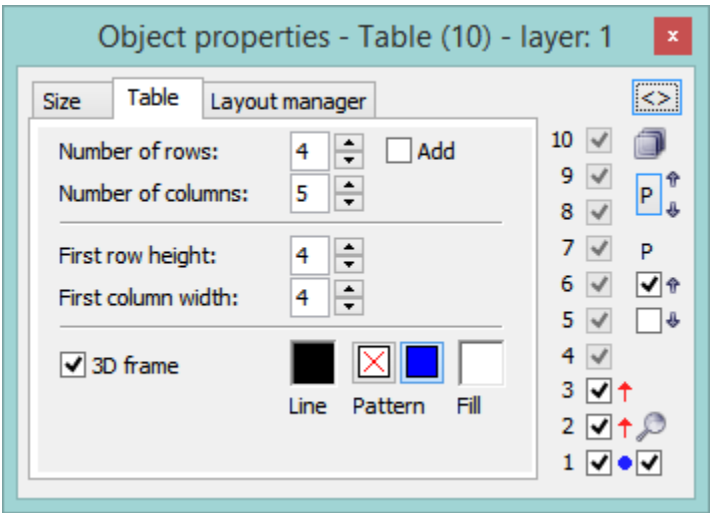 Object properties - Table (10) - layer: 1
x
Size Table Layout manager
<>
Number of rows: 4 Add
Number of columns: 5
First row height: 4
First column width: 4
3D frame
Line Pattern Fill
10
9
P
8
7 P
6
5
4
3
2
1